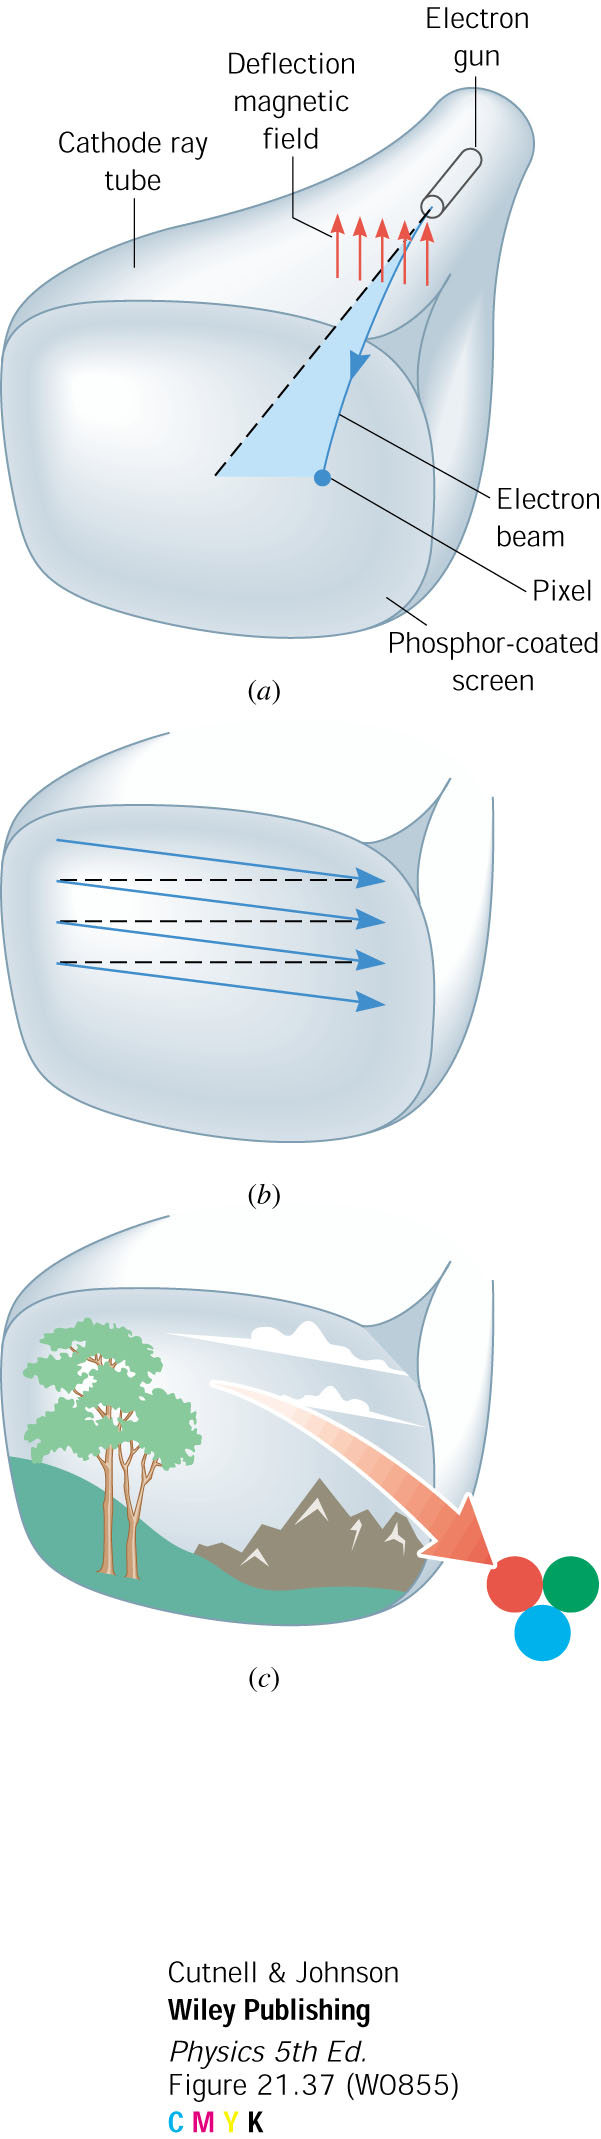 Electron
gun
Deflection
magnetic
field
Cathode ray
tube
Electron
beam
Pixel
Phosphor-coated
screen
(a)
(b)
(c)
Cutnell & Johnson
Wiley Publishing
Physics 5th Ed.
Figure 21.37 (W0855)
C M Y K